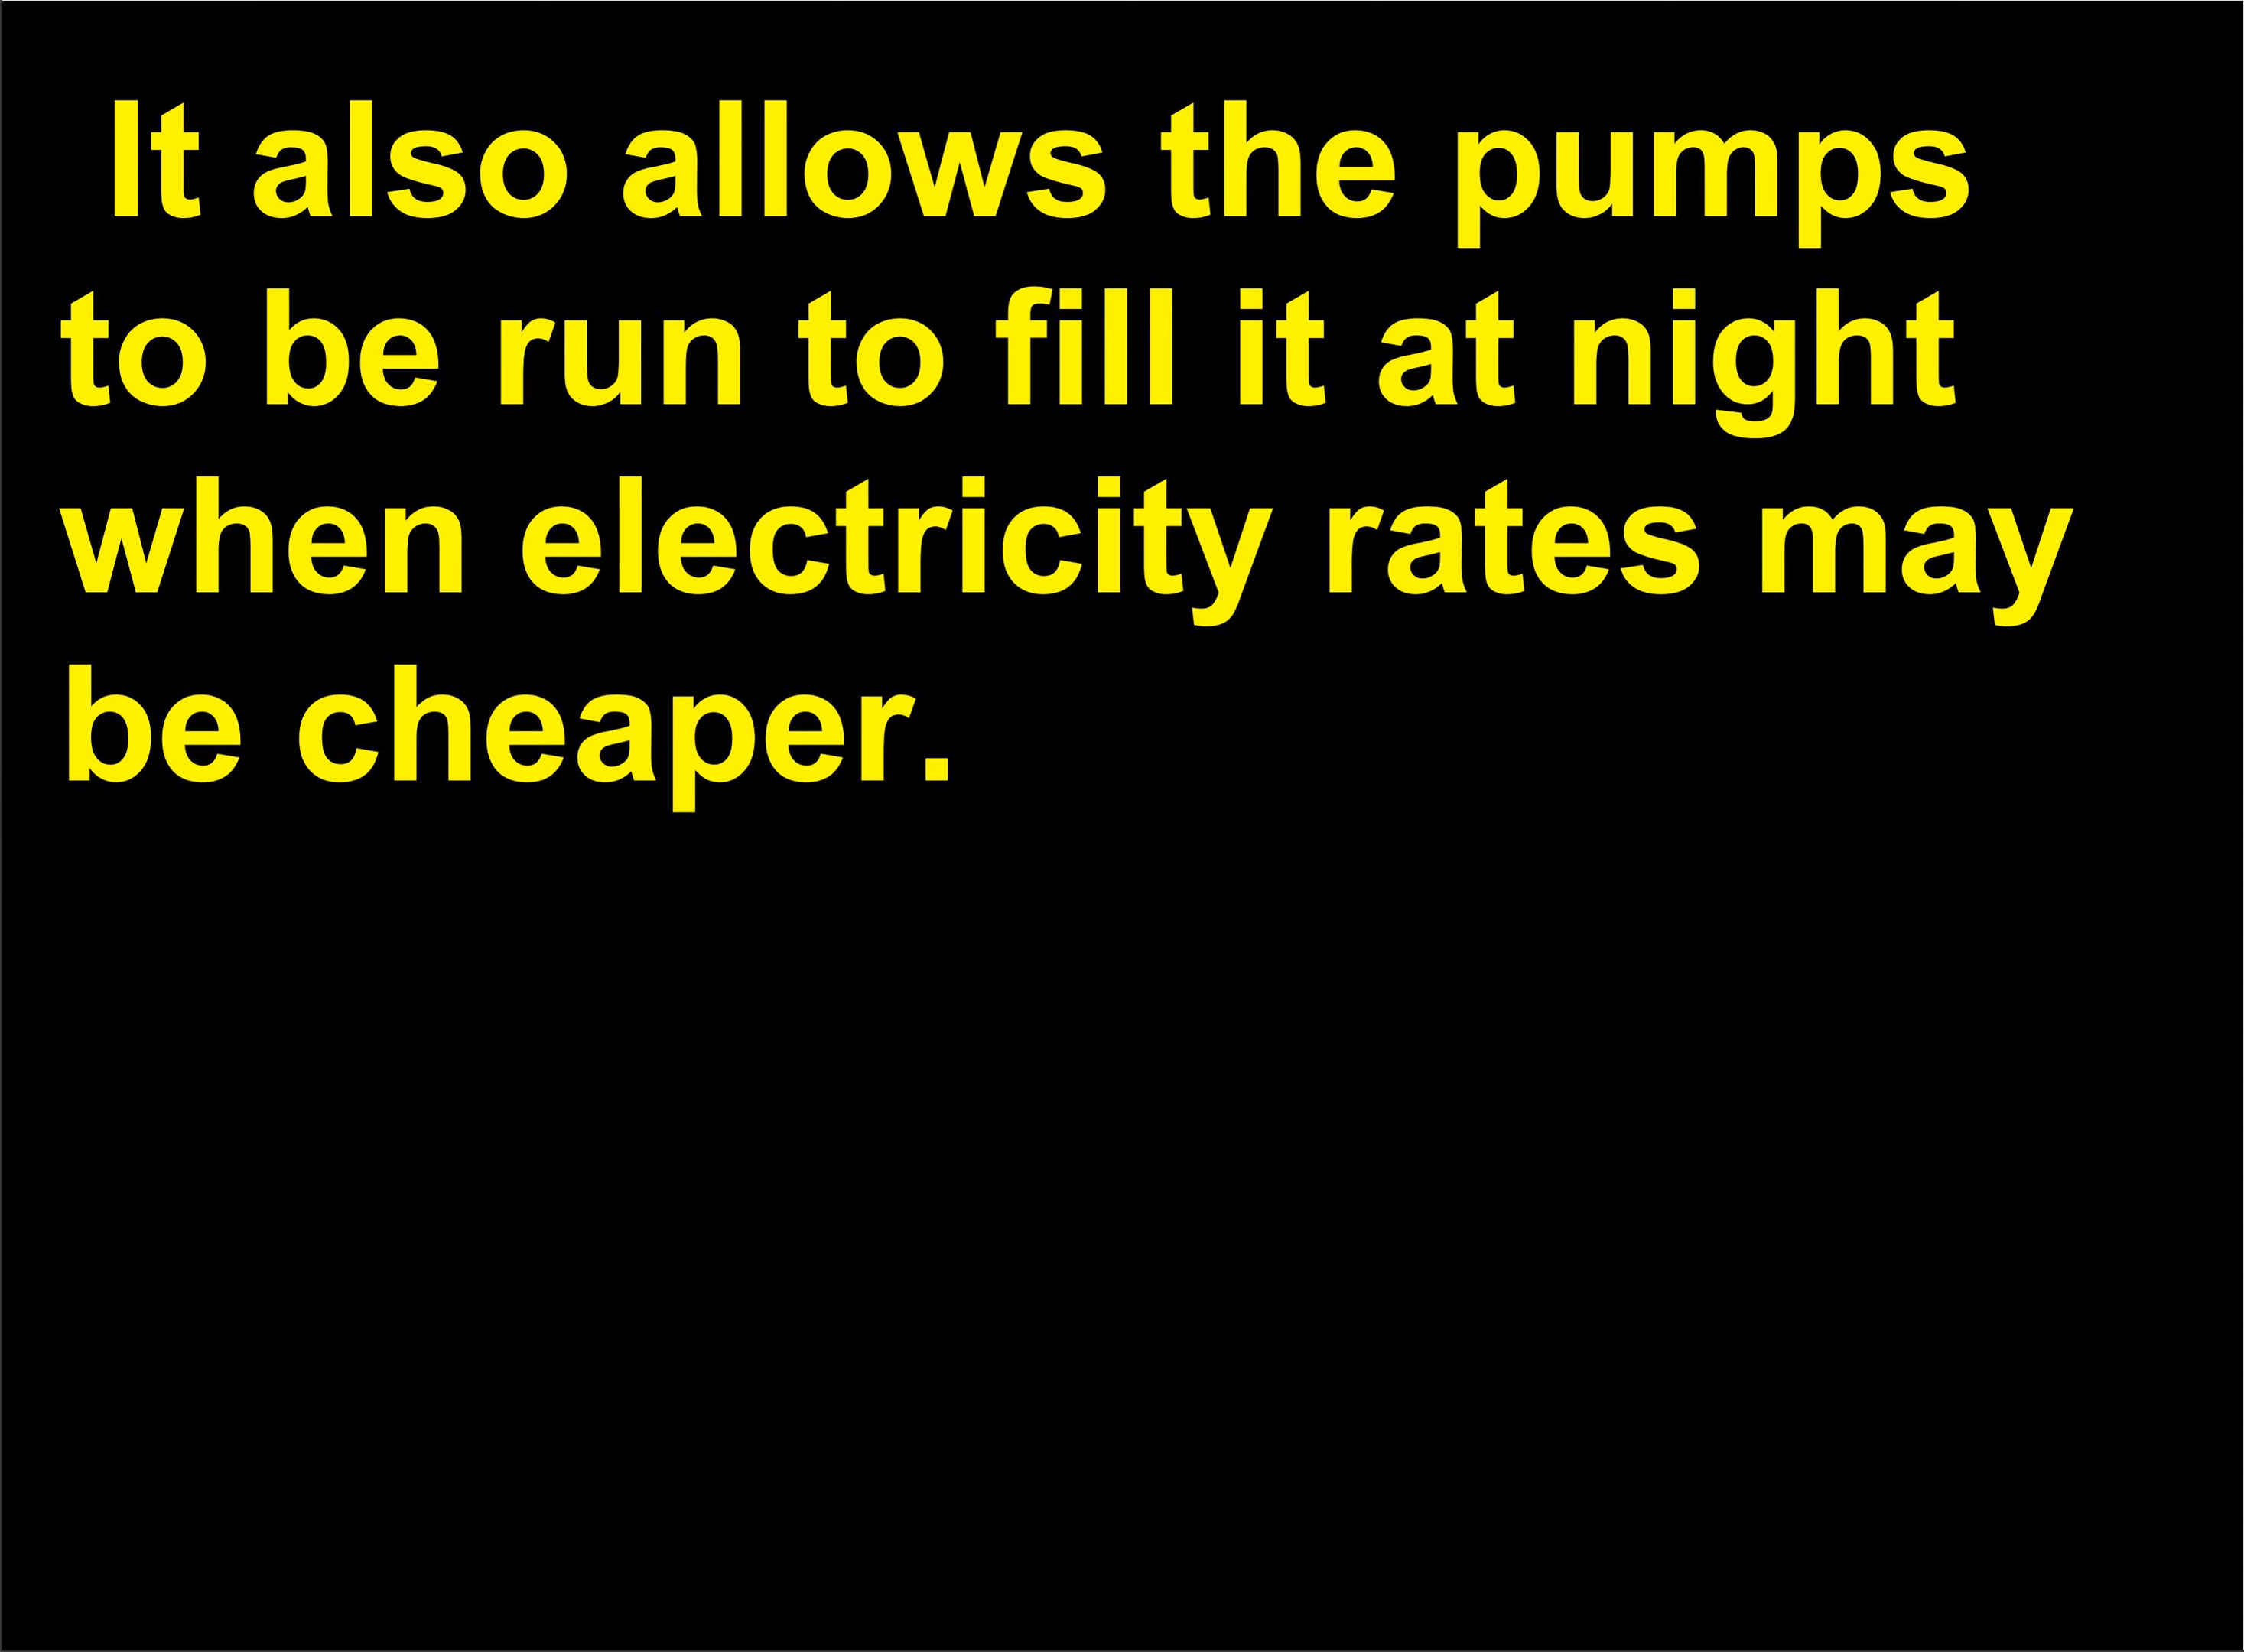 It also allows the pumps
to be run to fill it at night
when electricity rates may
be cheaper.